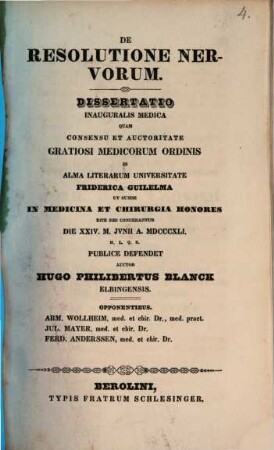 4.
DE
RESOLUTIONE NER-
VORUM.
DISSERTATIO
INAUGURALIS MEDICA
QUAM
CONSENSU ET AUCTORITATE
GRATIOSI MEDICORUM ORDINIS
IN
ALMA LITERARUM UNIVERSITATE
FRIDERICA GUILELMA
UT SUMMI
IN MEDICINA ET CHIRURGIA HONORES
RITE SIBI CONCEDANTUR
DIE XXIV. M. JVNII A. MDCCCXLI.
H. L. Q. S.
PUBLICE DEFENDET
AUCTOR
HUGO PHILIBERTUS BLANCK
ELBINGENSIS.
OPPONENTIBUS.
ARM. WOLLHEIM, med. et chir. Dr., med. pract.
JUL. MAYER, med. et chir. Dr.
FERD. ANDERSSEN, med. et chir. Dr.
BEROLINI,
TYPIS FRATRUM SCHLESINGER.